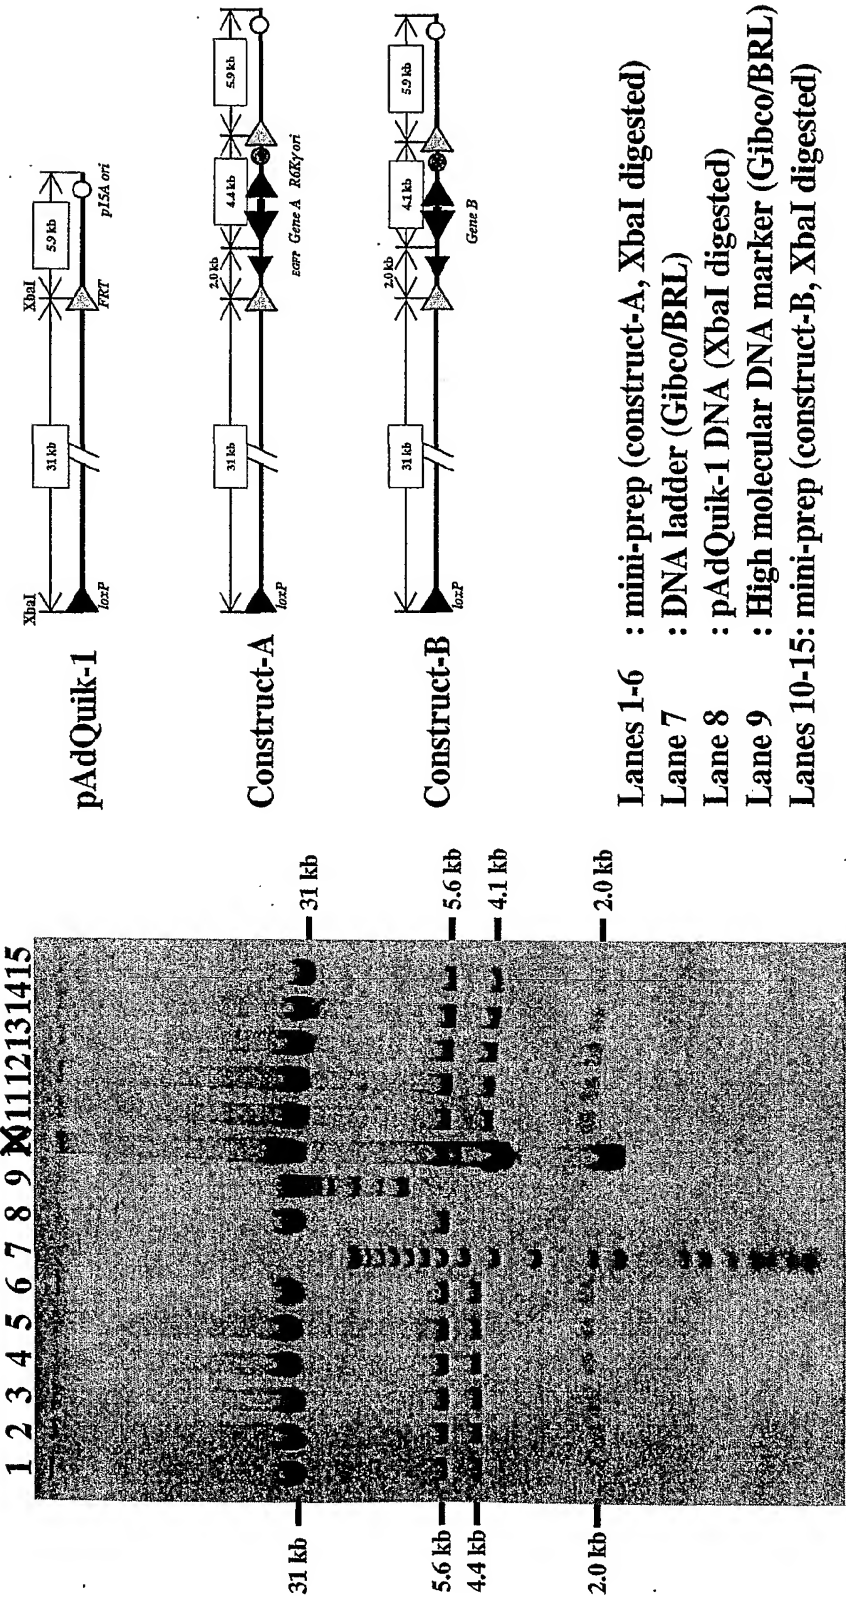 1 2 3 4 5 6 7 8 9 10 11 12 13 14 15
31 kb
5.6 kb
4.4 kb
2.0 kb
31 kb
5.6 kb
4.1 kb
2.0 kb
pAdQuik-1
XbaI
XbaI
31 kb
5.9 kb
loxP
FRT
p15A ori
Construct-A
31 kb
2.0 kb
4.4 kb
5.9 kb
loxP
EGFP Gene A R6Kγ ori
Construct-B
31 kb
2.0 kb
4.1 kb
5.9 kb
loxP
Gene B
Lanes 1-6 : mini-prep (construct-A, XbaI digested)
Lane 7 : DNA ladder (Gibco/BRL)
Lane 8 : pAdQuik-1 DNA (XbaI digested)
Lane 9 : High molecular DNA marker (Gibco/BRL)
Lanes 10-15: mini-prep (construct-B, XbaI digested)